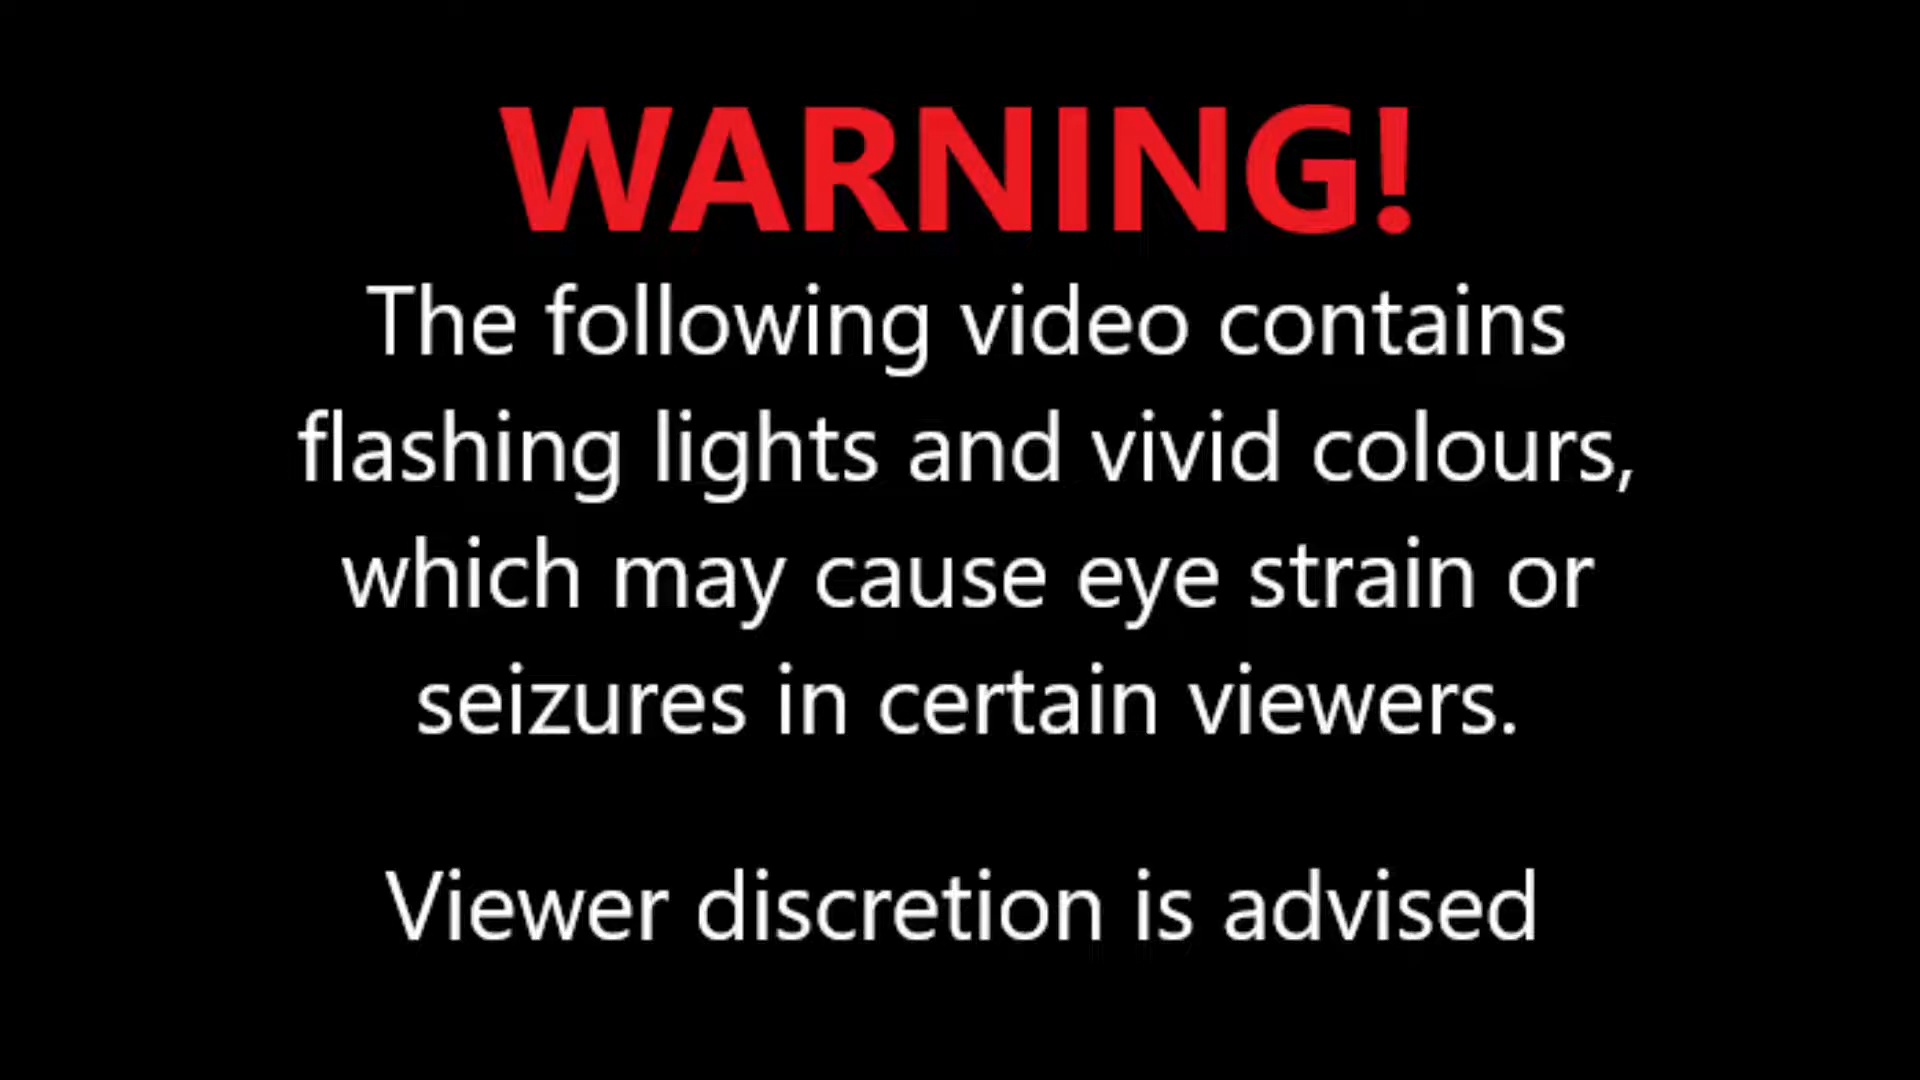 WARNING!
The following video contains
flashing lights and vivid colours,
which may cause eye strain or
seizures in certain viewers.
Viewer discretion is advised